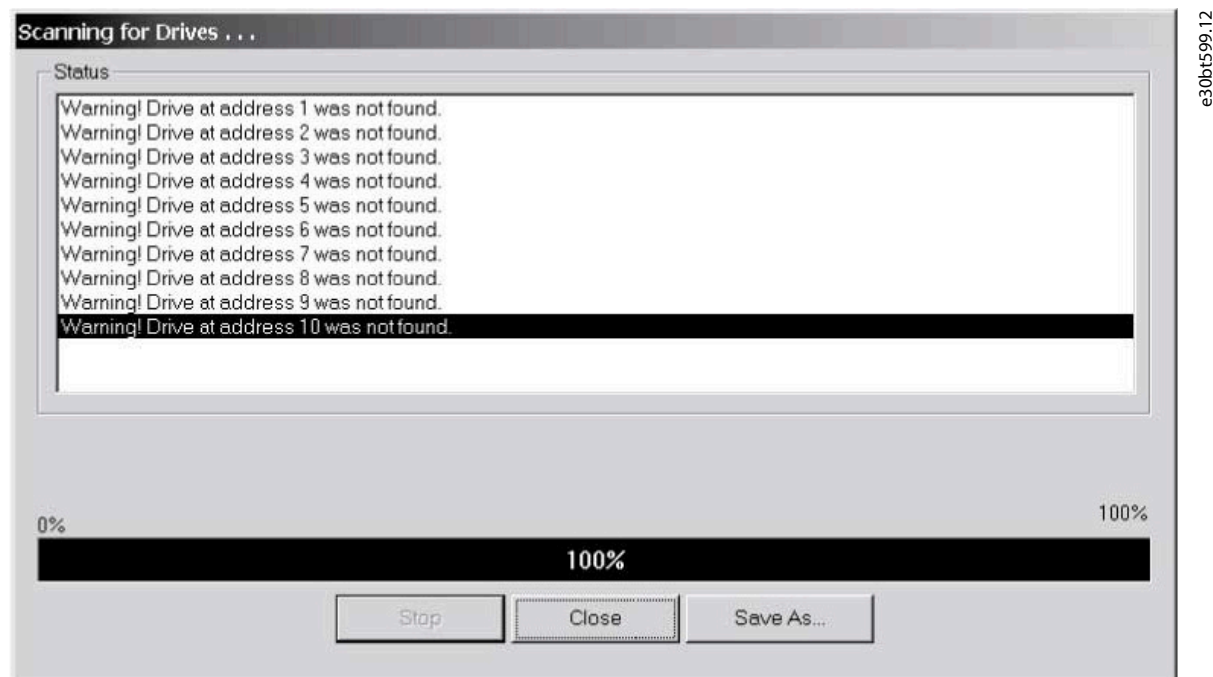 Scanning for Drives . . .
Status
Warning! Drive at address 1 was not found.
Warning! Drive at address 2 was not found.
Warning! Drive at address 3 was not found.
Warning! Drive at address 4 was not found.
Warning! Drive at address 5 was not found.
Warning! Drive at address 6 was not found.
Warning! Drive at address 7 was not found.
Warning! Drive at address 8 was not found.
Warning! Drive at address 9 was not found.
Warning! Drive at address 10 was not found.
0%
100%
100%
Stop
Close
Save As...
e30bt599.12